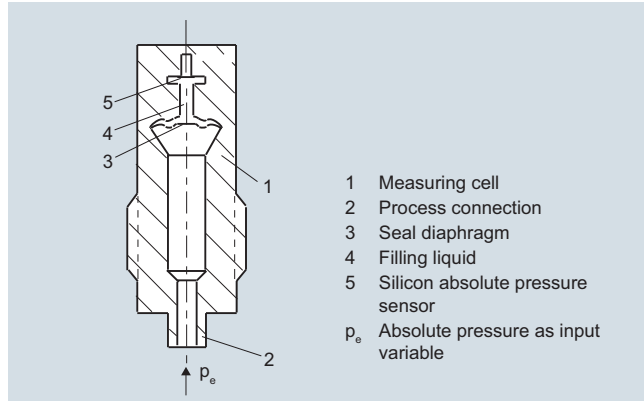 5
4
3
1
2
pₑ
1 Measuring cell
2 Process connection
3 Seal diaphragm
4 Filling liquid
5 Silicon absolute pressure
sensor
pₑ Absolute pressure as input
variable